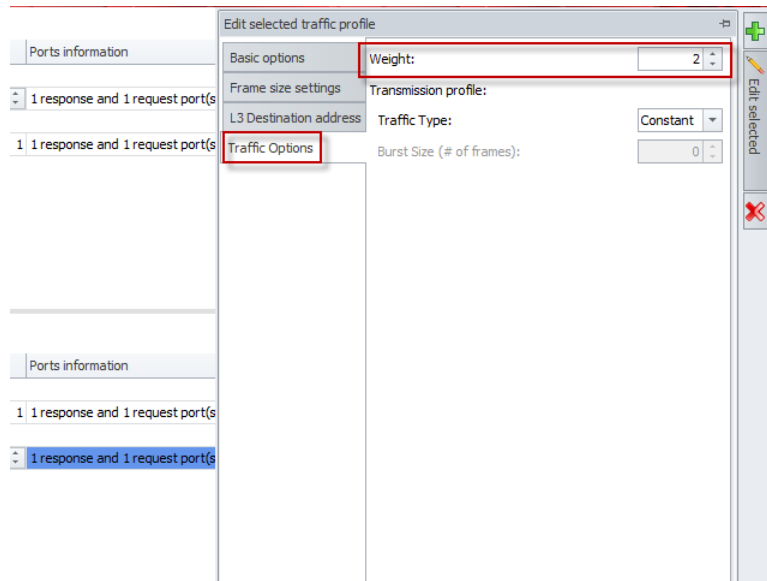 Edit selected traffic profile
Ports information
1 response and 1 request port(s
1 1 response and 1 request port(s
Ports information
1 1 response and 1 request port(s
1 response and 1 request port(s
Basic options
Frame size settings
L3 Destination address
Traffic Options
Weight: 2
Transmission profile:
Traffic Type: Constant
Burst Size (# of frames): 0
Edit selected